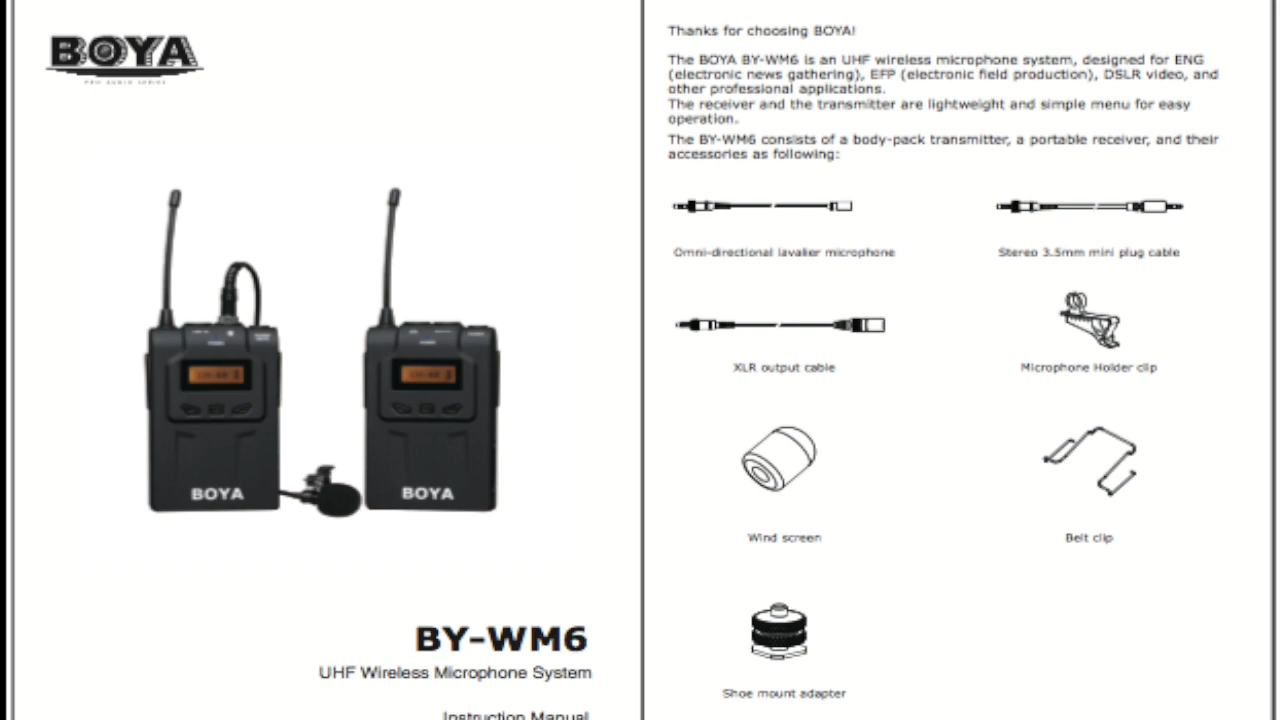 BOYA
PRO AUDIO SERIES
BOYA
BOYA
BY-WM6
UHF Wireless Microphone System
Instruction Manual
Thanks for choosing BOYA!
The BOYA BY-WM6 is an UHF wireless microphone system, designed for ENG
(electronic news gathering), EFP (electronic field production), DSLR video, and
other professional applications.
The receiver and the transmitter are lightweight and simple menu for easy
operation.
The BY-WM6 consists of a body-pack transmitter, a portable receiver, and their
accessories as following:
Omni-directional lavalier microphone
Stereo 3.5mm mini plug cable
XLR output cable
Microphone Holder clip
Wind screen
Belt clip
Shoe mount adapter